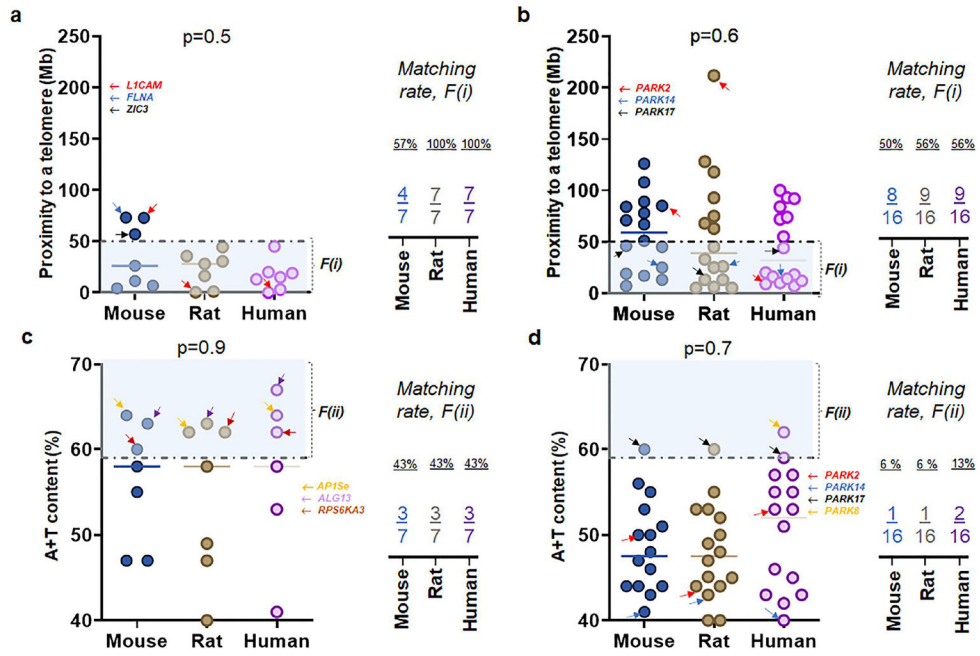 a
p=0.5
Proximity to a telomere (Mb)
250
200
150
100
50
0
← L1CAM
← FLNA
← ZIC3
F(i)
Mouse Rat Human
Matching
rate, F(i)
57% 100% 100%
4 7 7
7 7 7
Mouse Rat Human
b
p=0.6
Proximity to a telomere (Mb)
250
200
150
100
50
0
← PARK2
← PARK14
← PARK17
F(i)
Mouse Rat Human
Matching
rate, F(i)
50% 56% 56%
8 9 9
16 16 16
Mouse Rat Human
c
p=0.9
A+T content (%)
70
60
50
40
F(ii)
← AP1Se
← ALG13
← RPS6KA3
Mouse Rat Human
Matching
rate, F(ii)
43% 43% 43%
3 3 3
7 7 7
Mouse Rat Human
d
p=0.7
A+T content (%)
70
60
50
40
F(ii)
← PARK2
← PARK14
← PARK17
← PARK8
Mouse Rat Human
Matching
rate, F(ii)
6 % 6 % 13%
1 1 2
16 16 16
Mouse Rat Human